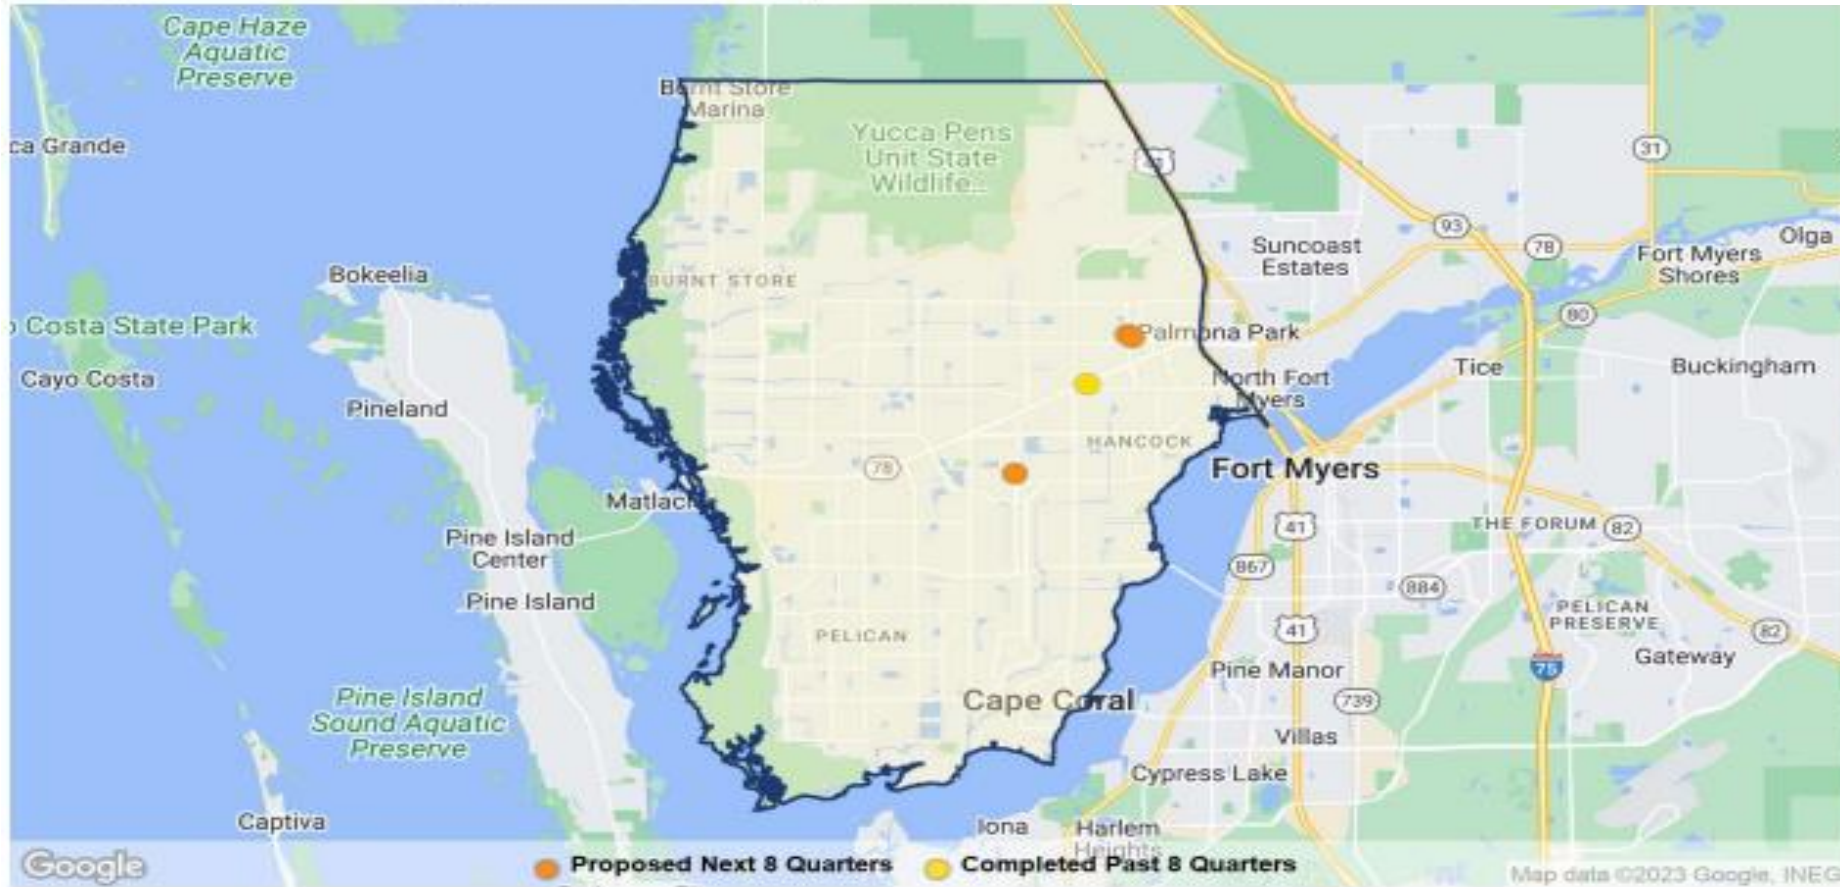 Cape Haze
Aquatic
Preserve
Burnt Store
Marina
ca Grande
Yucca Pens
Unit State
Wildlife...
31
93
78
Olga
Suncoast
Estates
Fort Myers
Shores
Bokeelia
BURNT STORE
80
o Costa State Park
Palmona Park
Tice
Buckingham
Cayo Costa
North Fort
Myers
Pineland
HANCOCK
78
Fort Myers
Matlac
41
THE FORUM
82
Pine Island
Center
867
884
Pine Island
PELICAN
PRESERVE
PELICAN
41
82
Gateway
Pine Manor
75
Pine Island
Sound Aquatic
Preserve
Cape Coral
739
Villas
Cypress Lake
Captiva
Iona
Harlem
Heights
Google
Proposed Next 8 Quarters
Completed Past 8 Quarters
Map data ©2023 Google, INEG